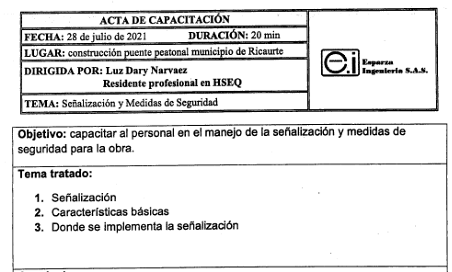 ACTA DE CAPACITACIÓN
FECHA: 28 de julio de 2021 DURACIÓN: 20 min
LUGAR: construcción puente peatonal municipio de Ricaurte
DIRIGIDA POR: Luz Dary Narvaez
Residente profesional en HSEQ
TEMA: Señalización y Medidas de Seguridad
e.i Esparza
Ingeniería S.A.S.
Objetivo: capacitar al personal en el manejo de la señalización y medidas de
seguridad para la obra.
Tema tratado:
1. Señalización
2. Características básicas
3. Donde se implementa la señalización